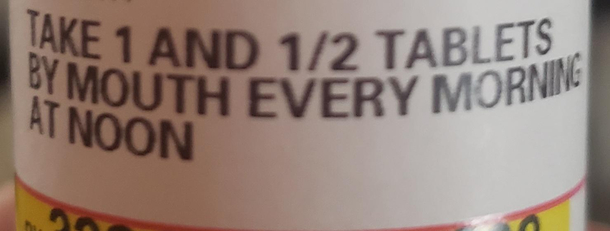 TAKE 1 AND 1/2 TABLETS
BY MOUTH EVERY MORNING
AT NOON